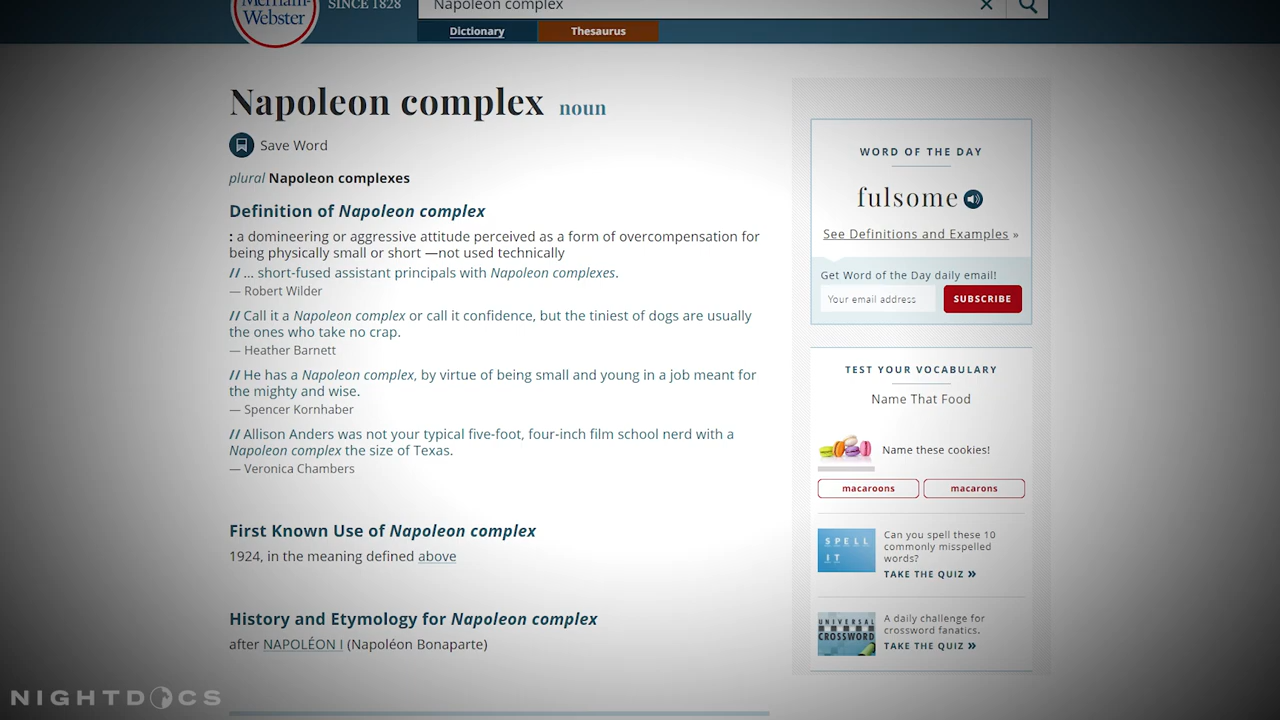 Merriam-
Webster
SINCE 1828
Napoleon complex
Dictionary
Thesaurus
Napoleon complex noun
Save Word
plural Napoleon complexes
Definition of Napoleon complex
: a domineering or aggressive attitude perceived as a form of overcompensation for
being physically small or short —not used technically
// … short-fused assistant principals with Napoleon complexes.
— Robert Wilder
// Call it a Napoleon complex or call it confidence, but the tiniest of dogs are usually
the ones who take no crap.
— Heather Barnett
// He has a Napoleon complex, by virtue of being small and young in a job meant for
the mighty and wise.
— Spencer Kornhaber
// Allison Anders was not your typical five-foot, four-inch film school nerd with a
Napoleon complex the size of Texas.
— Veronica Chambers
First Known Use of Napoleon complex
1924, in the meaning defined above
History and Etymology for Napoleon complex
after NAPOLÉON I (Napoléon Bonaparte)
WORD OF THE DAY
fulsome
See Definitions and Examples »
Get Word of the Day daily email!
Your email address
SUBSCRIBE
TEST YOUR VOCABULARY
Name That Food
Name these cookies!
macaroons
macarons
SPELL
IT
Can you spell these 10
commonly misspelled
words?
TAKE THE QUIZ »
UNIVERSAL
CROSSWORD
A daily challenge for
crossword fanatics.
TAKE THE QUIZ »
NIGHTDOCS